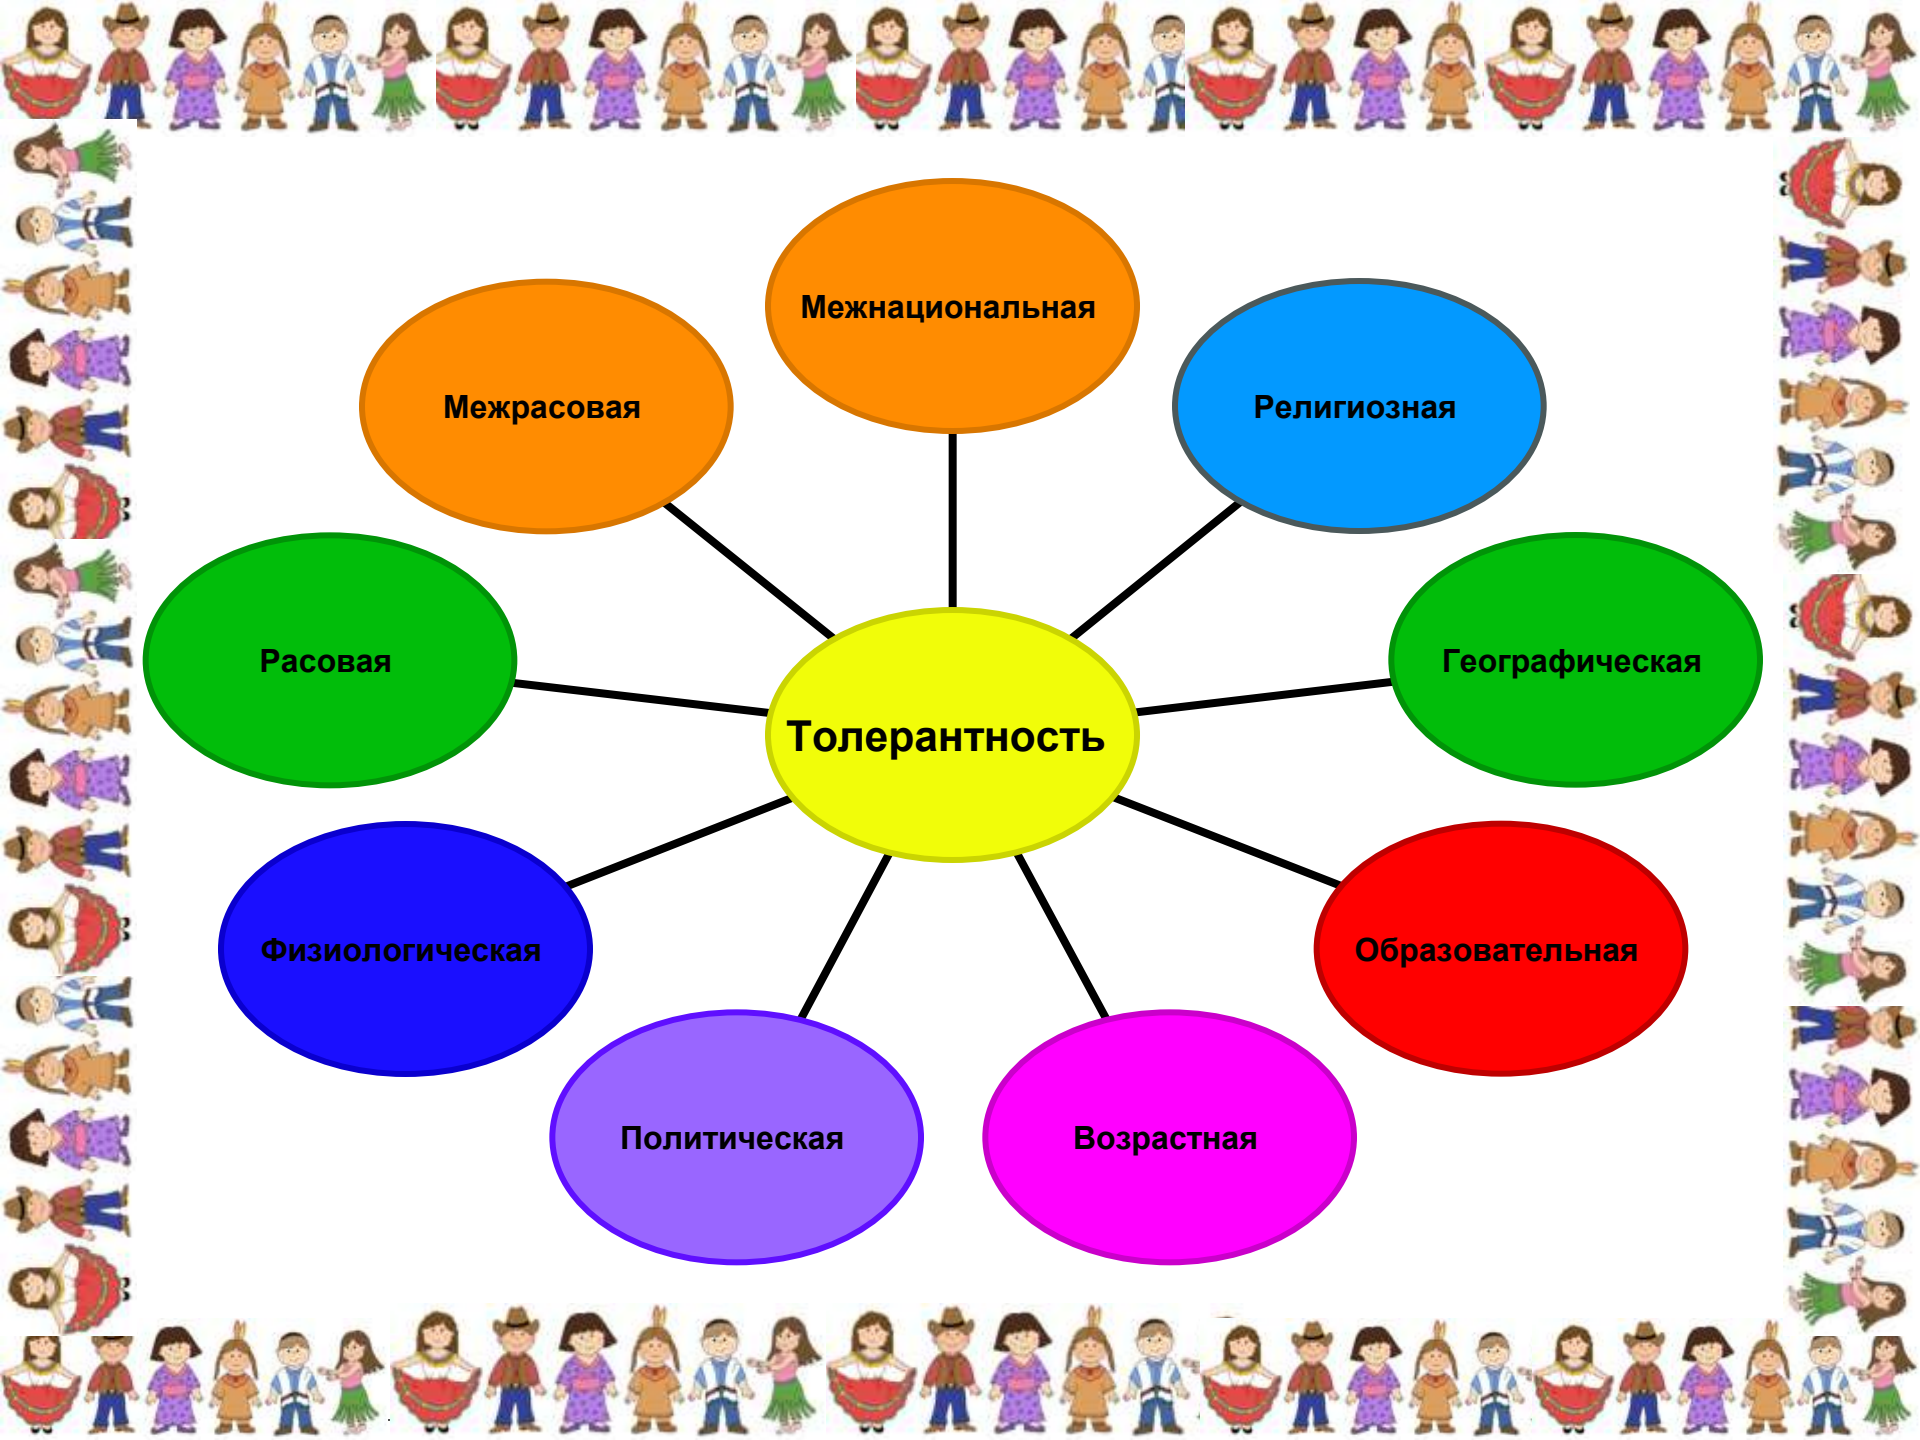 Межнациональная
Межрасовая
Религиозная
Расовая
Географическая
Толерантность
Физиологическая
Образовательная
Политическая
Возрастная